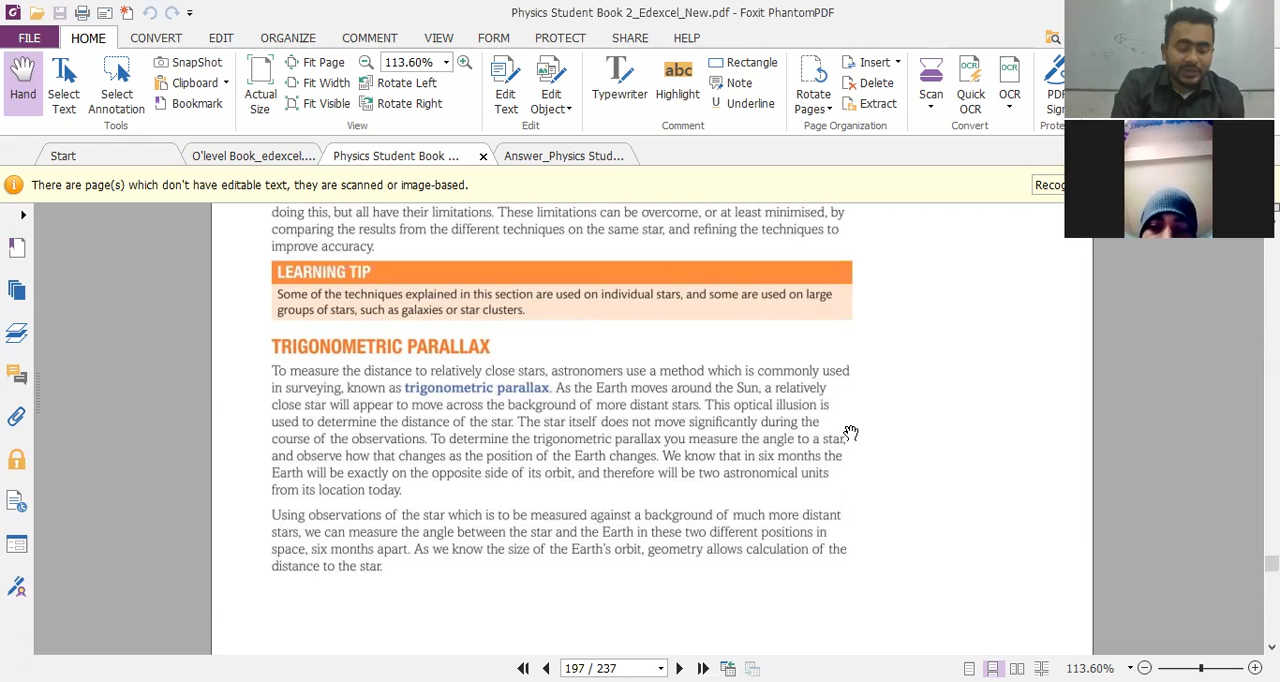 Physics Student Book 2_Edexcel_New.pdf - Foxit PhantomPDF
FILE HOME CONVERT EDIT ORGANIZE COMMENT VIEW FORM PROTECT SHARE HELP
SnapShot Fit Page 113.60% Rectangle Insert
Clipboard Fit Width Rotate Left Note Delete
Bookmark Fit Visible Rotate Right Underline Extract
Hand Select Text Select Annotation Actual Size Edit Text Edit Object Typewriter Highlight Rotate Pages Scan Quick OCR OCR PDF Sign
Tools View Edit Comment Page Organization Convert
Start O'level Book_edexcel.... Physics Student Book ... Answer_Physics Stud...
There are page(s) which don't have editable text, they are scanned or image-based.
doing this, but all have their limitations. These limitations can be overcome, or at least minimised, by
comparing the results from the different techniques on the same star, and refining the techniques to
improve accuracy.
LEARNING TIP
Some of the techniques explained in this section are used on individual stars, and some are used on large
groups of stars, such as galaxies or star clusters.
TRIGONOMETRIC PARALLAX
To measure the distance to relatively close stars, astronomers use a method which is commonly used
in surveying, known as trigonometric parallax. As the Earth moves around the Sun, a relatively
close star will appear to move across the background of more distant stars. This optical illusion is
used to determine the distance of the star. The star itself does not move significantly during the
course of the observations. To determine the trigonometric parallax you measure the angle to a star,
and observe how that changes as the position of the Earth changes. We know that in six months the
Earth will be exactly on the opposite side of its orbit, and therefore will be two astronomical units
from its location today.
Using observations of the star which is to be measured against a background of much more distant
stars, we can measure the angle between the star and the Earth in these two different positions in
space, six months apart. As we know the size of the Earth's orbit, geometry allows calculation of the
distance to the star.
197 / 237 113.60%